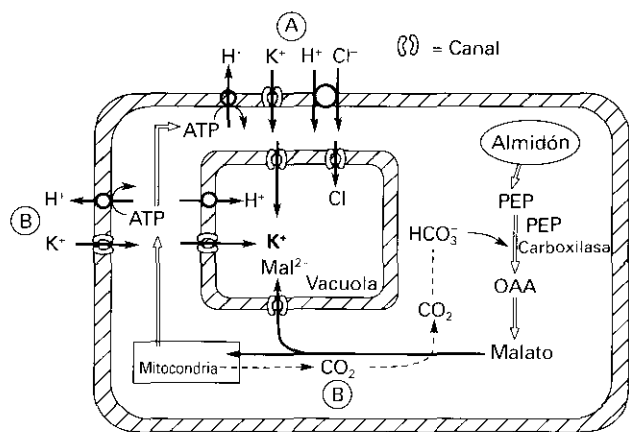 A
H⁺ K⁺ H⁺ Cl⁻ = Canal
ATP
Almidón
H⁺ ATP H⁺ Cl
B
K⁺ K⁺
Mal²⁻
Vacuola
PEP
HCO₃⁻ PEP
Carboxilasa
OAA
CO₂
Malato
Mitocondria CO₂
B